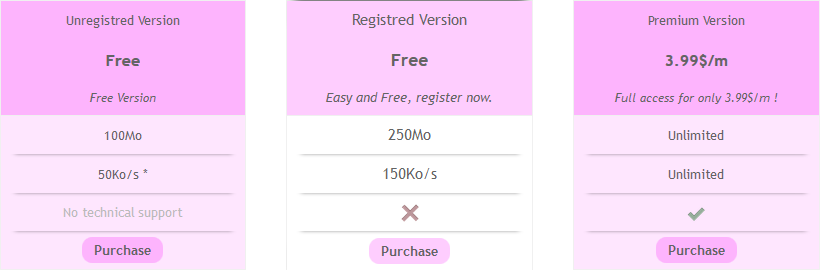 Unregistred Version
Free
Free Version
100Mo
50Ko/s *
No technical support
Purchase
Registred Version
Free
Easy and Free, register now.
250Mo
150Ko/s
Purchase
Premium Version
3.99$/m
Full access for only 3.99$/m !
Unlimited
Unlimited
Purchase